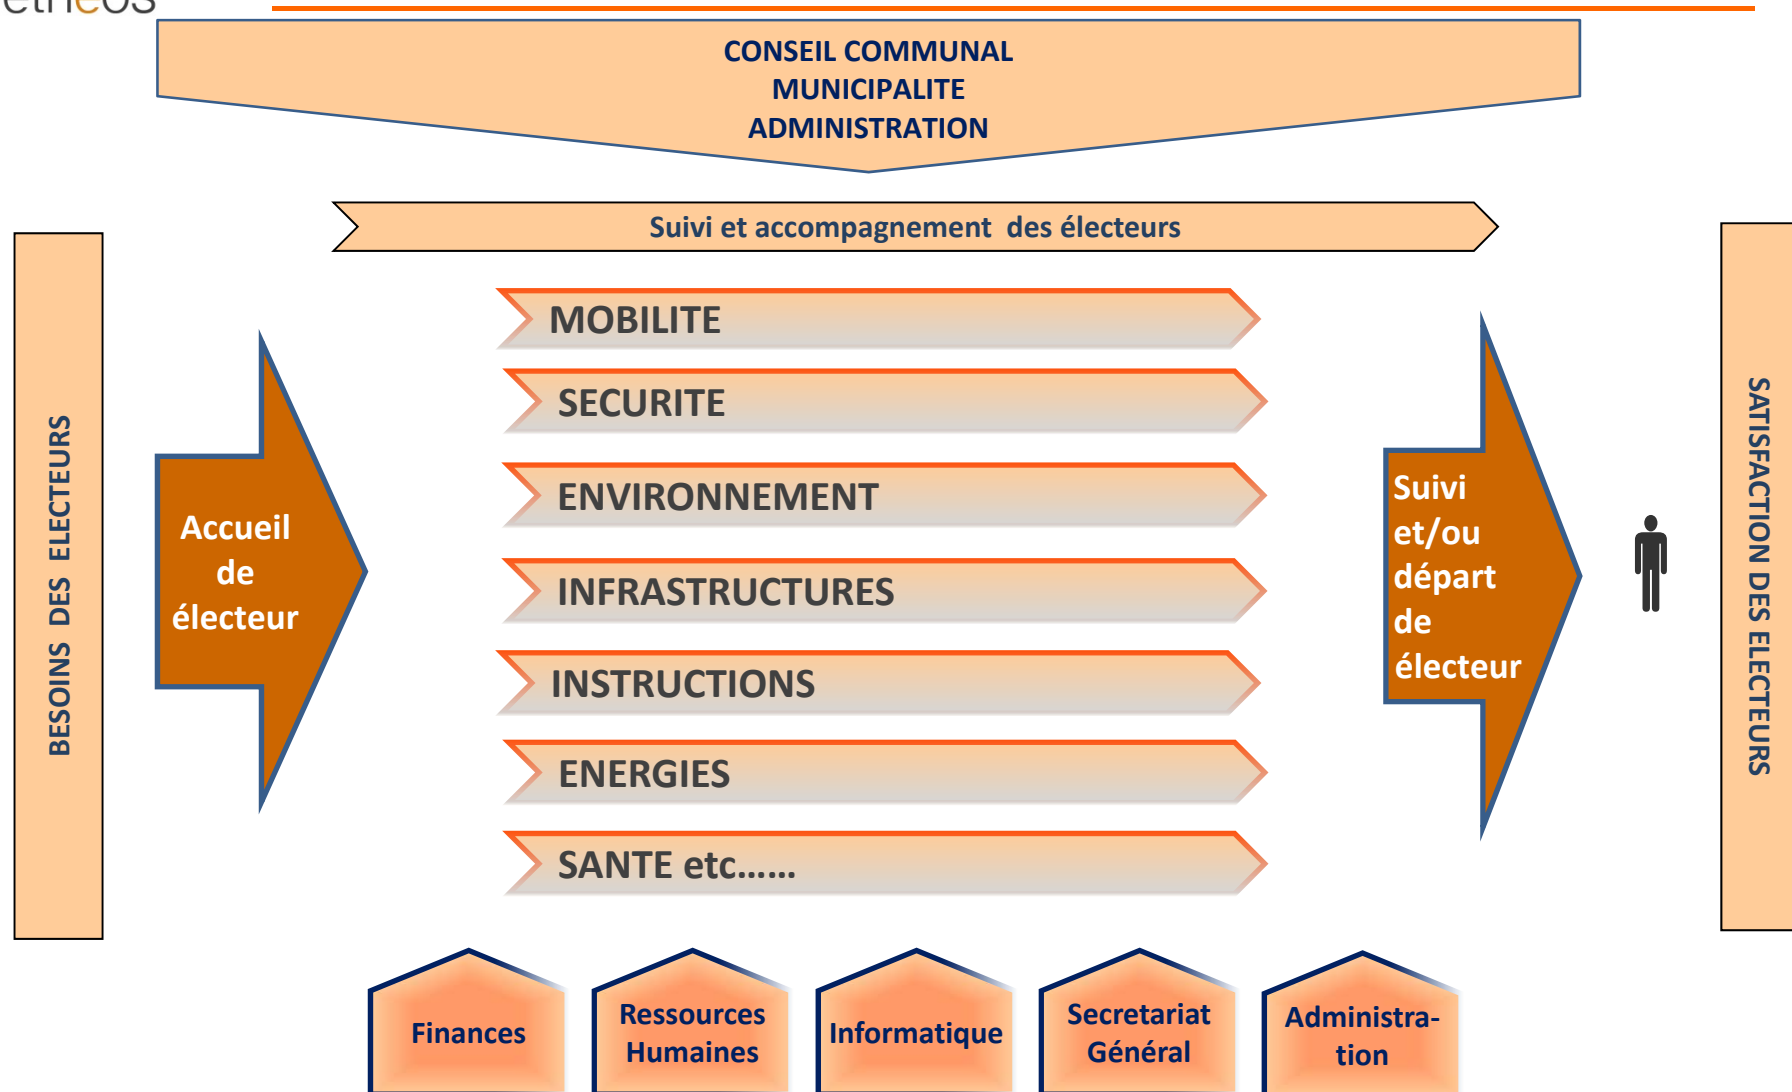 CONSEIL COMMUNAL
MUNICIPALITE
ADMINISTRATION
Suivi et accompagnement des électeurs
BESOINS DES ELECTEURS
Accueil
de
électeur
MOBILITE
SECURITE
ENVIRONNEMENT
INFRASTRUCTURES
INSTRUCTIONS
ENERGIES
SANTE etc......
Suivi
et/ou
départ
de
électeur
SATISFACTION DES ELECTEURS
Finances
Ressources
Humaines
Informatique
Secretariat
Général
Administra-
tion